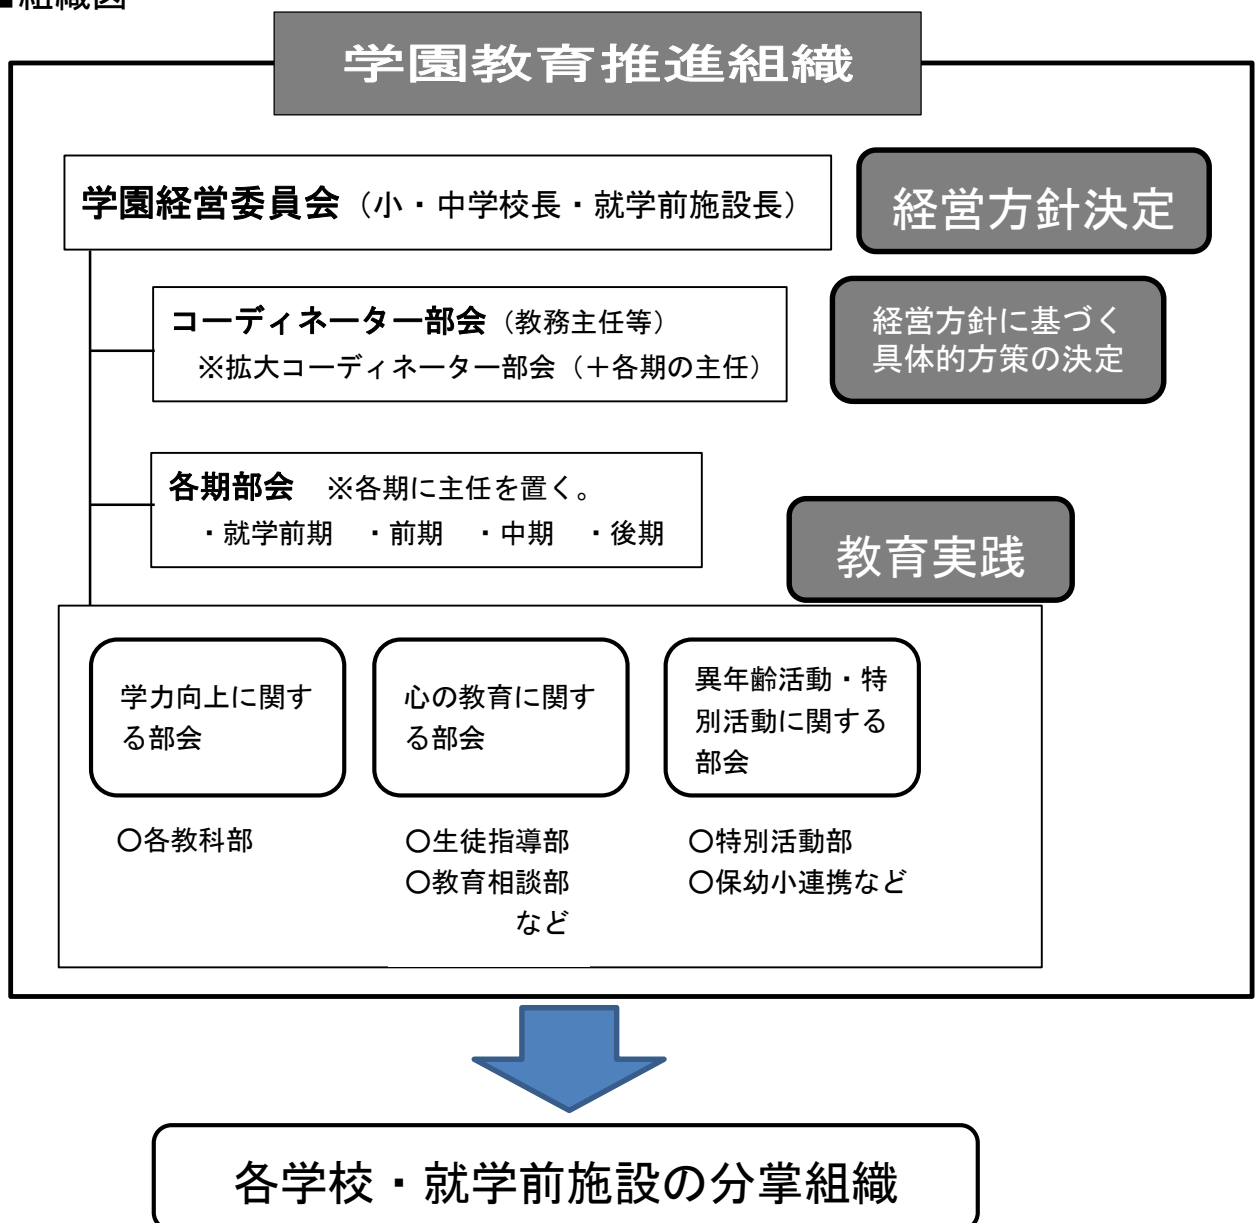 ■組織図
学園教育推進組織
学園経営委員会（小・中学校長・就学前施設長）
経営方針決定
コーディネーター部会（教務主任等）
※拡大コーディネーター部会（＋各期の主任）
経営方針に基づく
具体的方策の決定
各期部会　※各期に主任を置く。
・就学前期　・前期　・中期　・後期
教育実践
学力向上に関す
る部会
心の教育に関す
る部会
異年齢活動・特
別活動に関する
部会
〇各教科部
〇生徒指導部
〇教育相談部
など
〇特別活動部
〇保幼小連携など
各学校・就学前施設の分掌組織